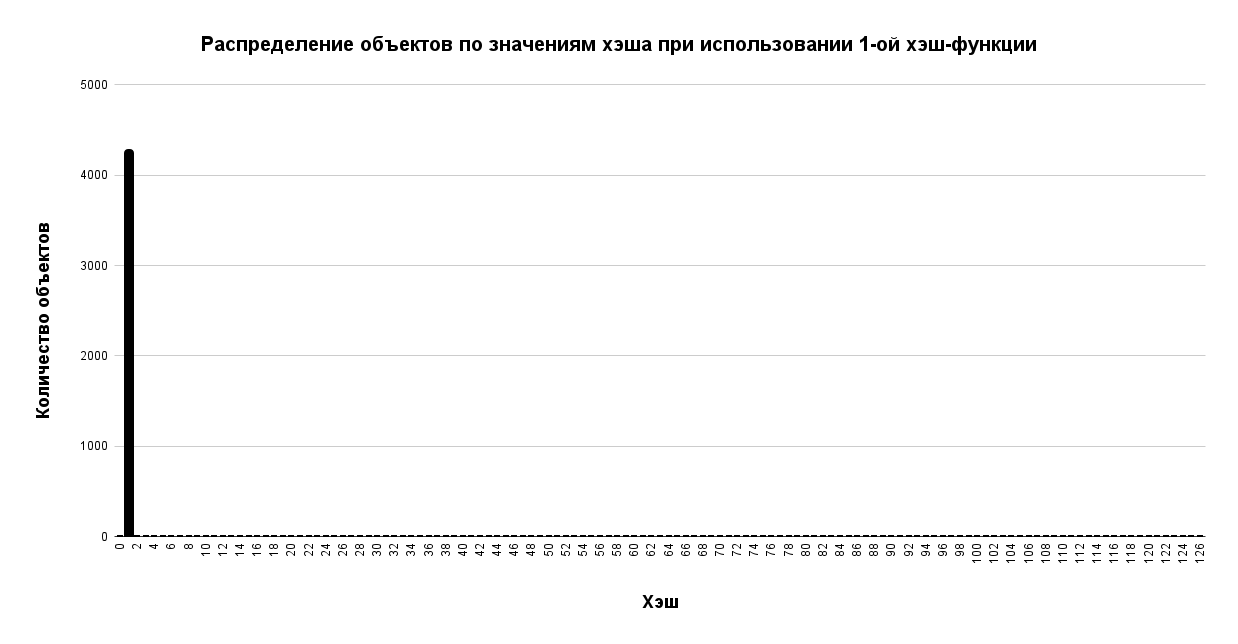 Распределение объектов по значениям хэша при использовании 1-ой хэш-функции
5000
4000
3000
2000
1000
0
Количество объектов
0 2 4 6 8 10 12 14 16 18 20 22 24 26 28 30 32 34 36 38 40 42 44 46 48 50 52 54 56 58 60 62 64 66 68 70 72 74 76 78 80 82 84 86 88 90 92 94 96 98 100 102 104 106 108 110 112 114 116 118 120 122 124 126
Хэш